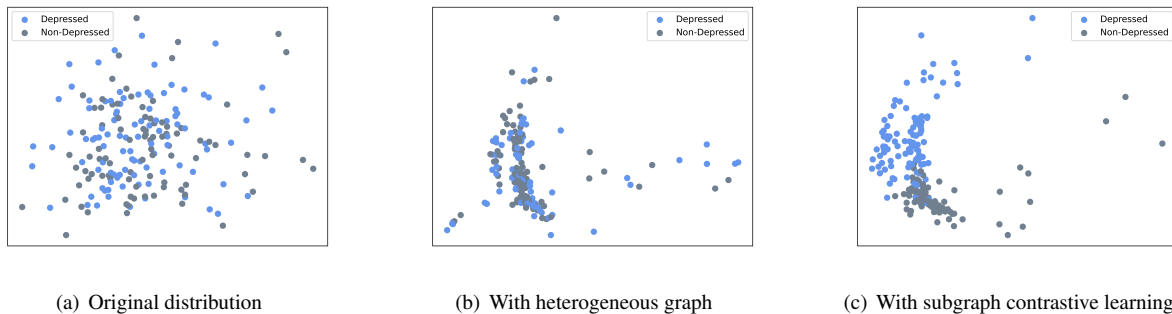 Depressed
Non-Depressed
Depressed
Non-Depressed
Depressed
Non-Depressed
(a) Original distribution
(b) With heterogeneous graph
(c) With subgraph contrastive learning